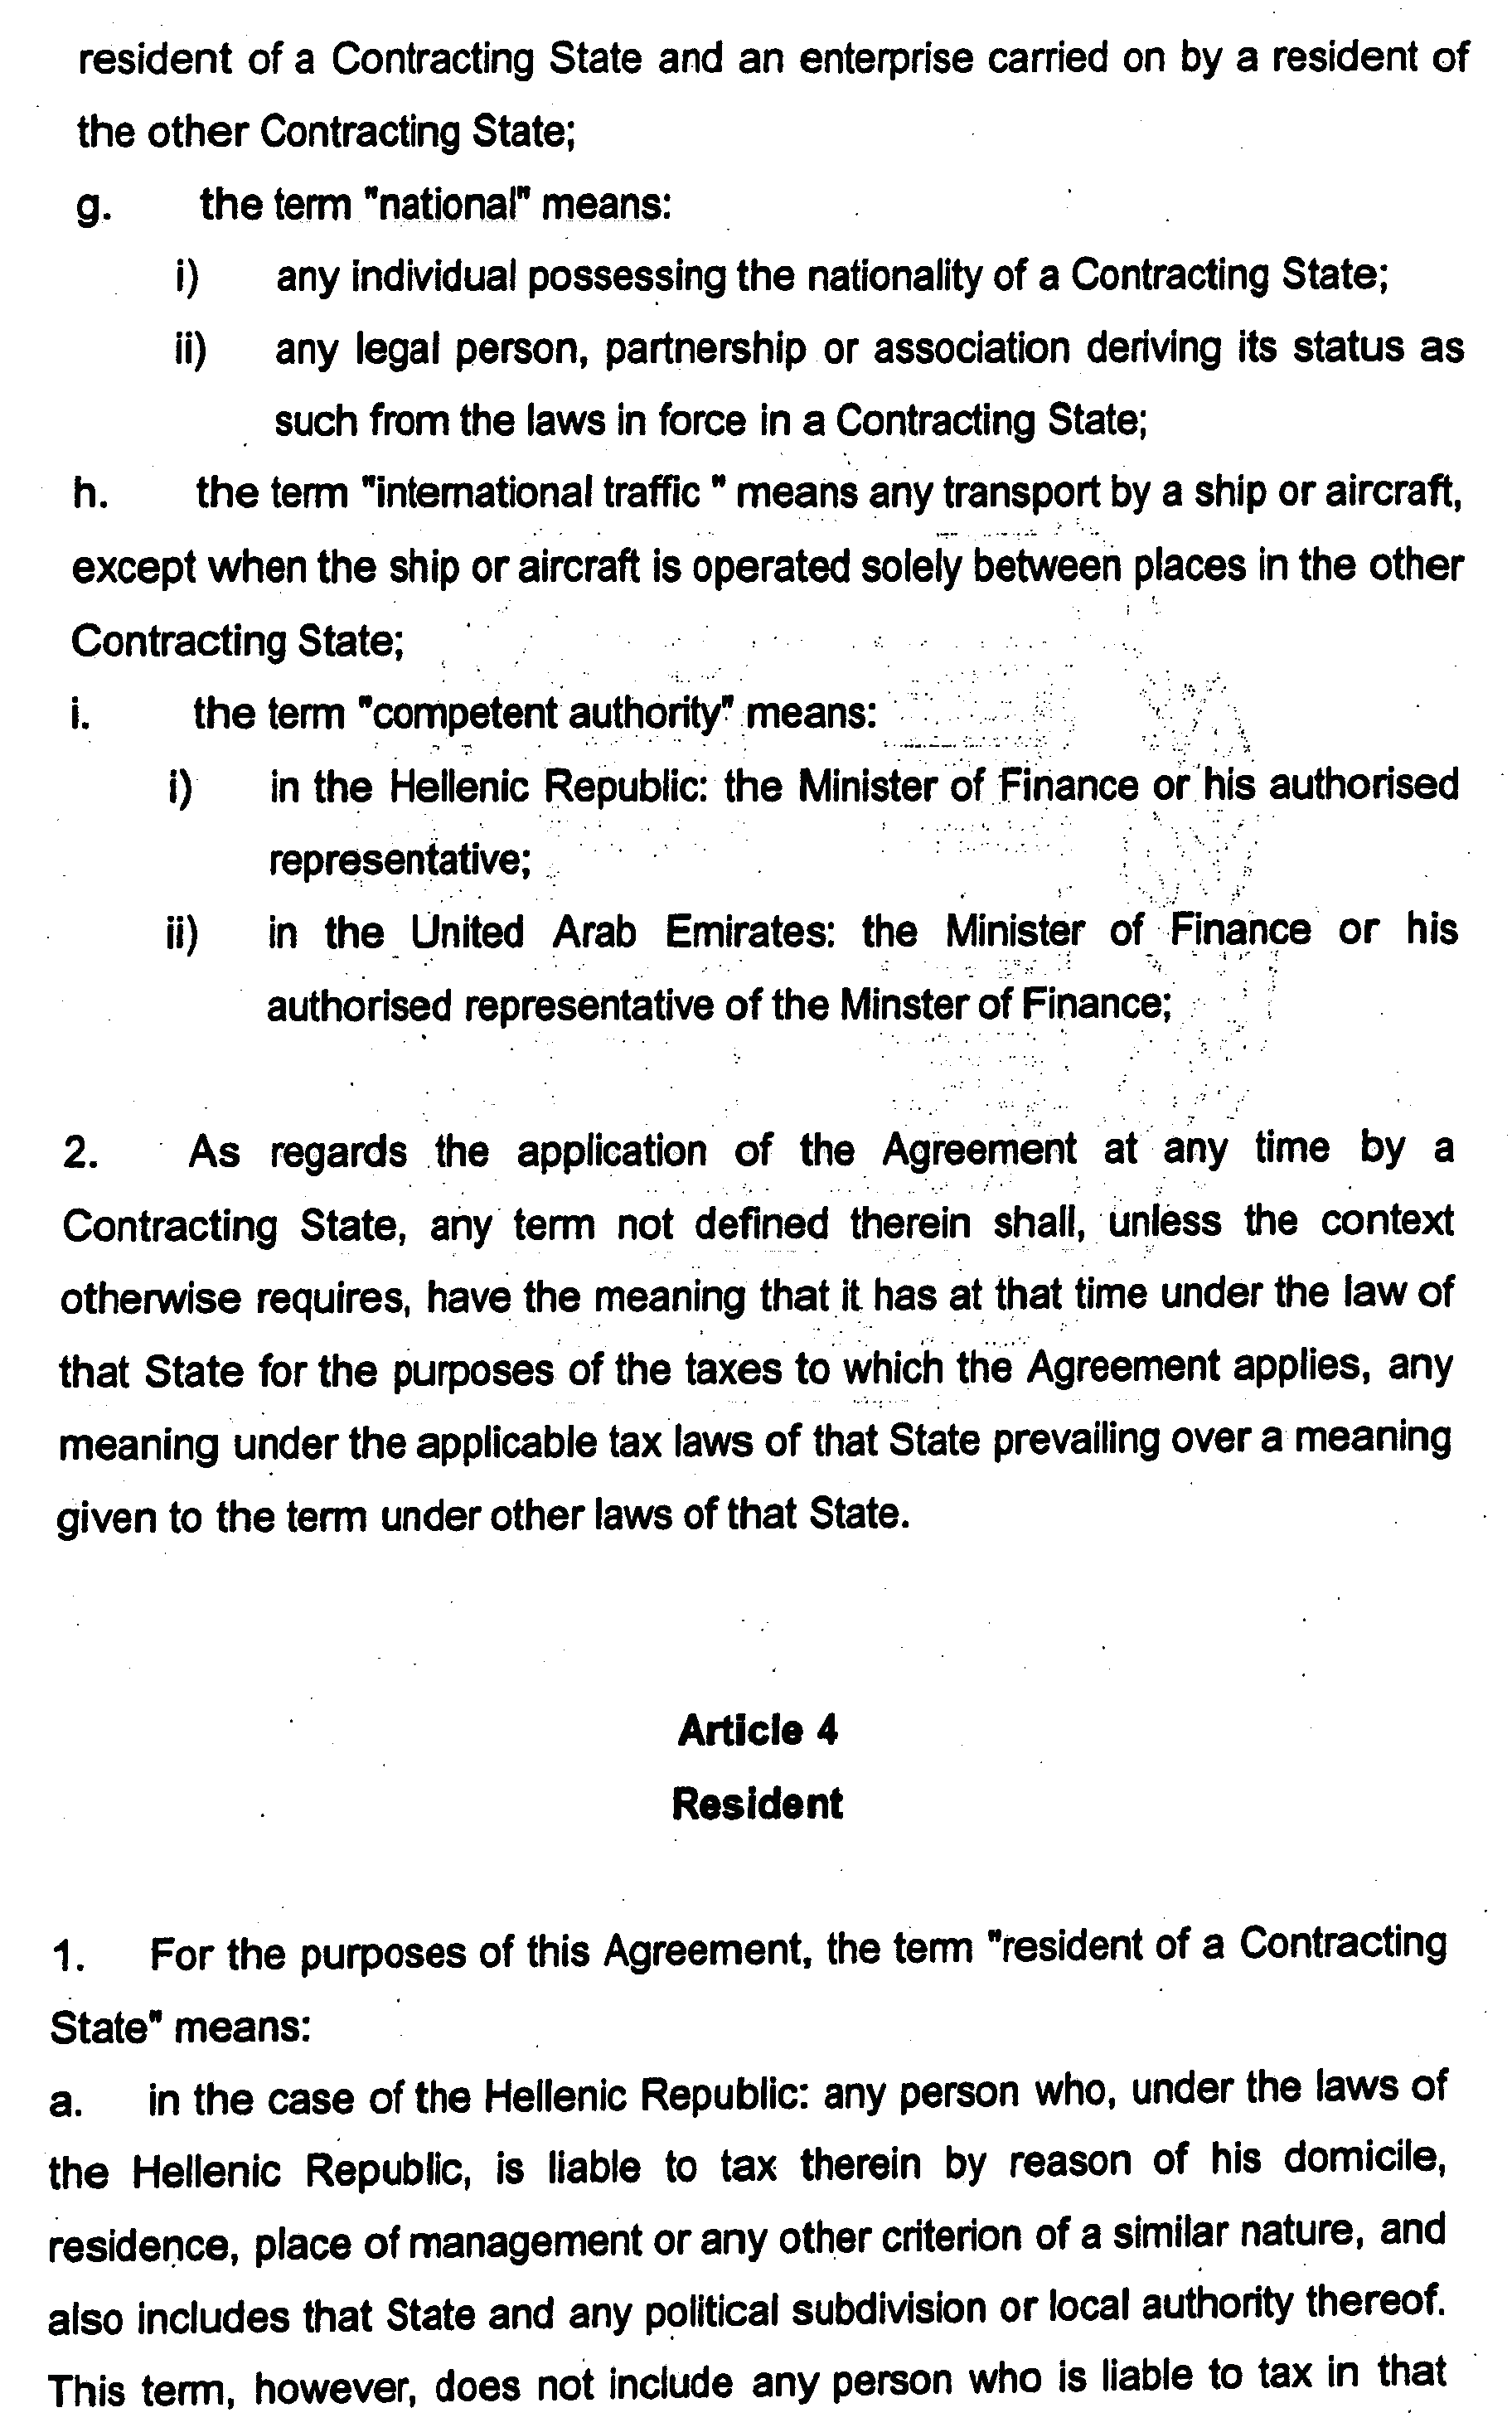 resident of a Contracting State and an enterprise carried on by a resident of
the other Contracting State;
g. the term "national" means:
i) any individual possessing the nationality of a Contracting State;
ii) any legal person, partnership or association deriving its status as
such from the laws in force in a Contracting State;
h. the term "international traffic " means any transport by a ship or aircraft,
except when the ship or aircraft is operated solely between places in the other
Contracting State;
i. the term "competent authority" means:
i) in the Hellenic Republic: the Minister of Finance or his authorised
representative;
ii) in the United Arab Emirates: the Minister of Finance or his
authorised representative of the Minster of Finance;
2. As regards the application of the Agreement at any time by a
Contracting State, any term not defined therein shall, unless the context
otherwise requires, have the meaning that it has at that time under the law of
that State for the purposes of the taxes to which the Agreement applies, any
meaning under the applicable tax laws of that State prevailing over a meaning
given to the term under other laws of that State.
Article 4
Resident
1. For the purposes of this Agreement, the term "resident of a Contracting
State" means:
a. in the case of the Hellenic Republic: any person who, under the laws of
the Hellenic Republic, is liable to tax therein by reason of his domicile,
residence, place of management or any other criterion of a similar nature, and
also includes that State and any political subdivision or local authority thereof.
This term, however, does not include any person who is liable to tax in that